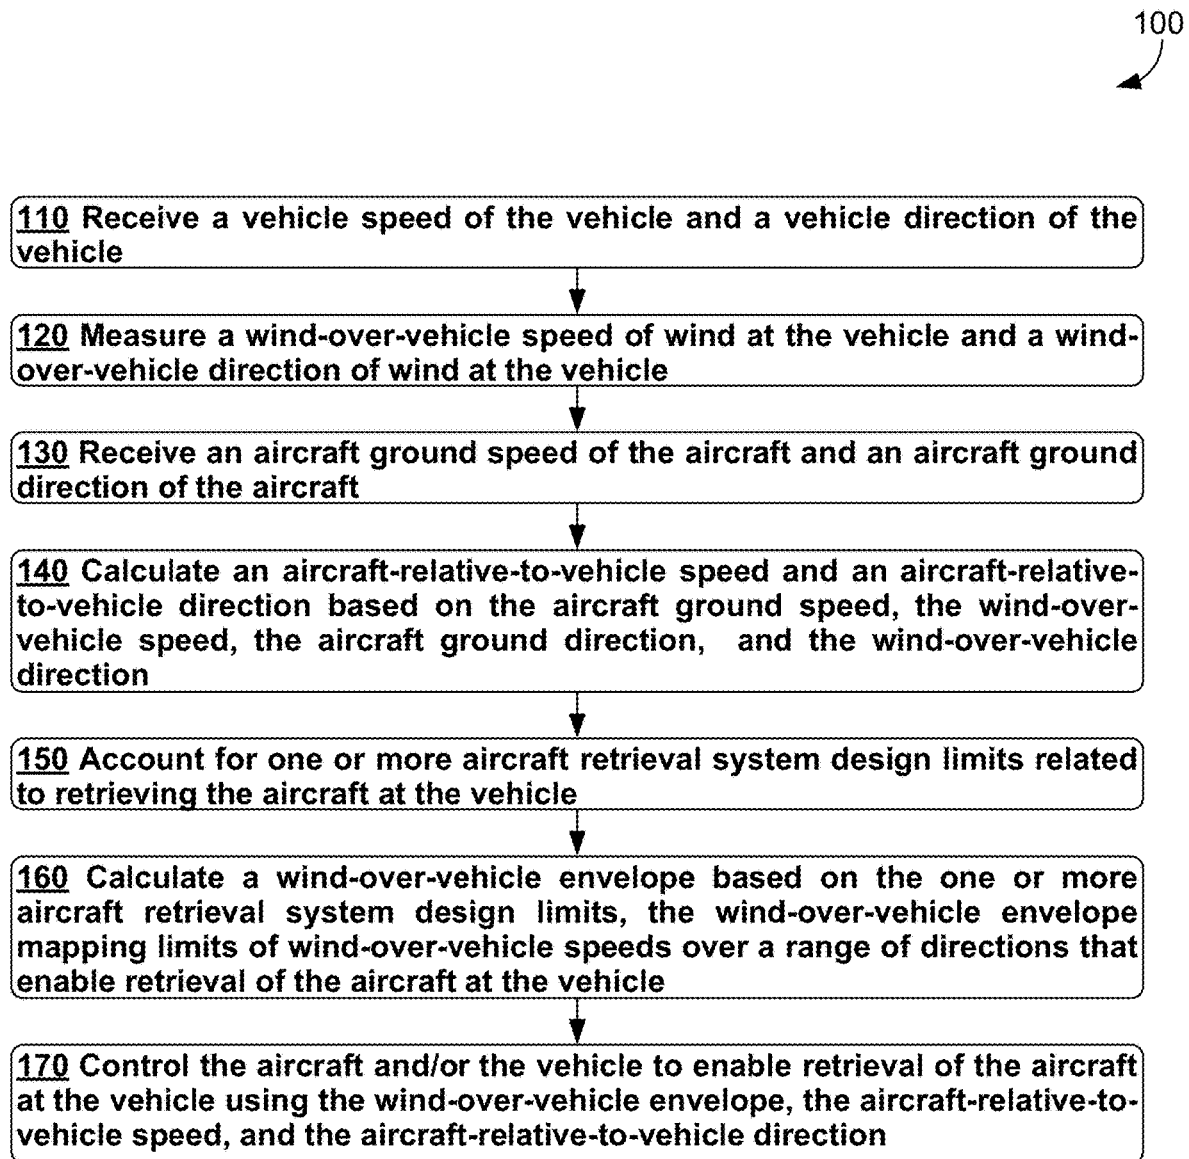 100
110 Receive a vehicle speed of the vehicle and a vehicle direction of the
vehicle
120 Measure a wind-over-vehicle speed of wind at the vehicle and a wind-
over-vehicle direction of wind at the vehicle
130 Receive an aircraft ground speed of the aircraft and an aircraft ground
direction of the aircraft
140 Calculate an aircraft-relative-to-vehicle speed and an aircraft-relative-
to-vehicle direction based on the aircraft ground speed, the wind-over-
vehicle speed, the aircraft ground direction, and the wind-over-vehicle
direction
150 Account for one or more aircraft retrieval system design limits related
to retrieving the aircraft at the vehicle
160 Calculate a wind-over-vehicle envelope based on the one or more
aircraft retrieval system design limits, the wind-over-vehicle envelope
mapping limits of wind-over-vehicle speeds over a range of directions that
enable retrieval of the aircraft at the vehicle
170 Control the aircraft and/or the vehicle to enable retrieval of the aircraft
at the vehicle using the wind-over-vehicle envelope, the aircraft-relative-to-
vehicle speed, and the aircraft-relative-to-vehicle direction